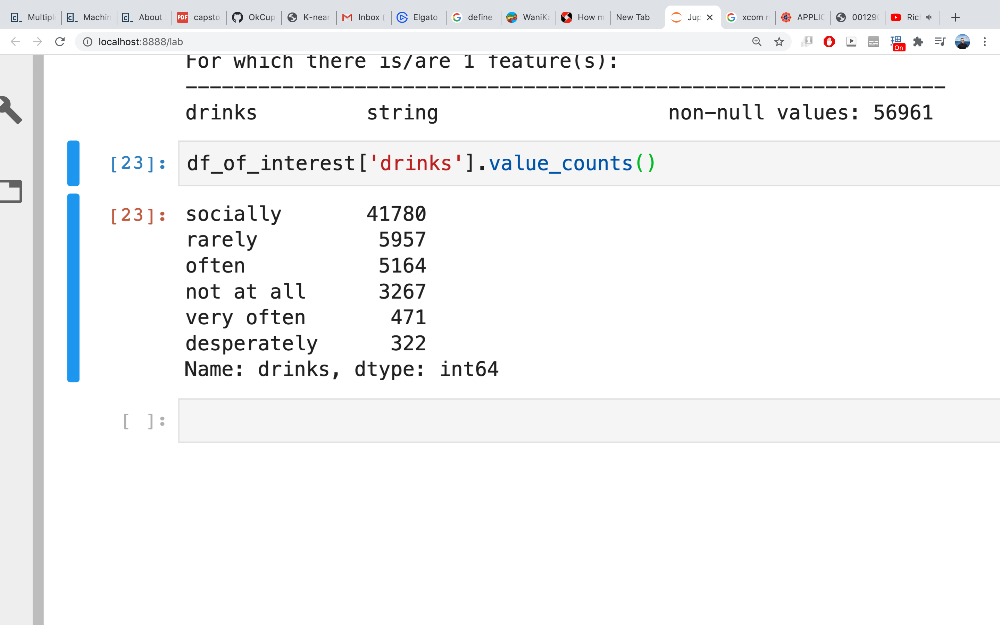 Multipl Machin About capsto OkCup K-near Inbox ( Elgato define WaniKa How m New Tab Jup xcom r APPLIC 00129 Ric
localhost:8888/lab
On
For which there is/are 1 feature(s):
---------------------------------------------------------------
drinks string non-null values: 56961
[23]: df_of_interest['drinks'].value_counts()
[23]: socially 41780
rarely 5957
often 5164
not at all 3267
very often 471
desperately 322
Name: drinks, dtype: int64
[ ]: